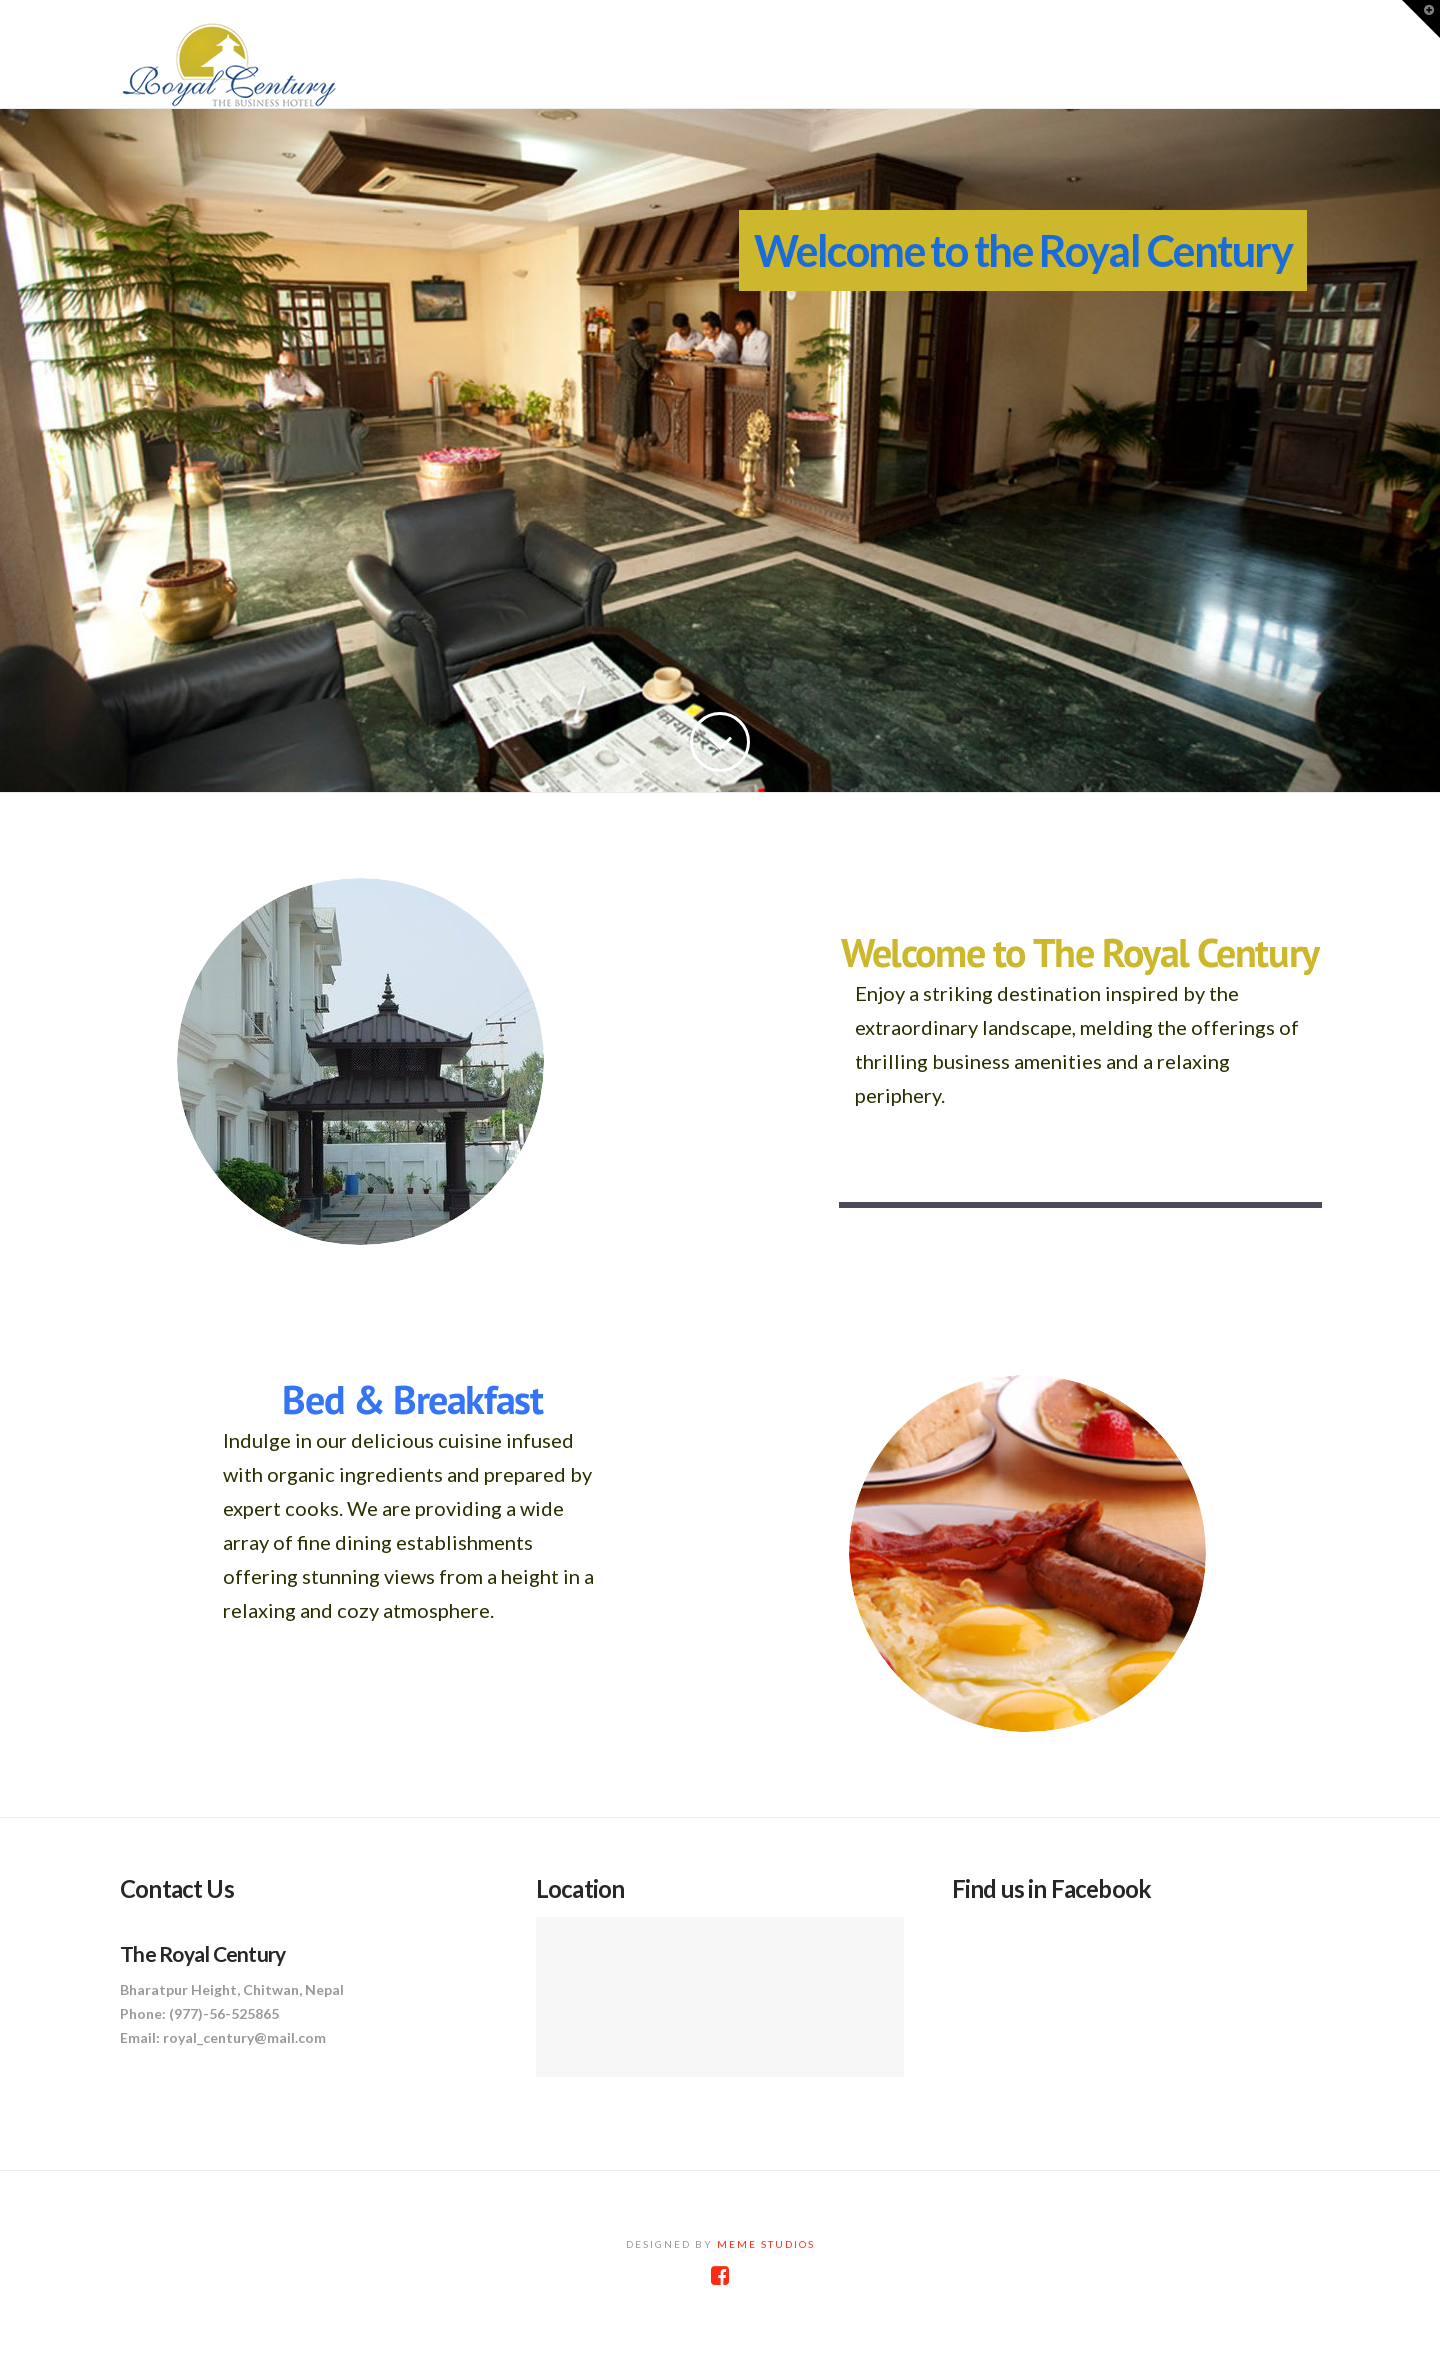 Royal Century
THE BUSINESS HOTEL
Welcome to the Royal Century
Welcome to The Royal Century
Enjoy a striking destination inspired by the
extraordinary landscape, melding the offerings of
thrilling business amenities and a relaxing
periphery.
Bed & Breakfast
Indulge in our delicious cuisine infused
with organic ingredients and prepared by
expert cooks. We are providing a wide
array of fine dining establishments
offering stunning views from a height in a
relaxing and cozy atmosphere.
Contact Us
The Royal Century
Bharatpur Height, Chitwan, Nepal
Phone: (977)-56-525865
Email: royal_century@mail.com
Location
Find us in Facebook
DESIGNED BY MEME STUDIOS